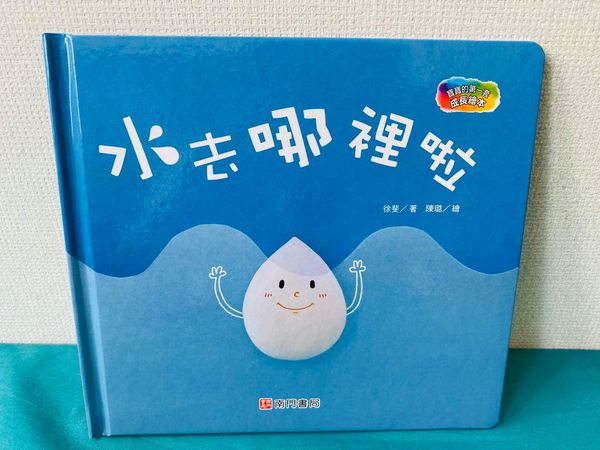 寶寶的第一套
成長繪本
水去哪裡啦
徐斐／著 陳璐／繪
南門書局